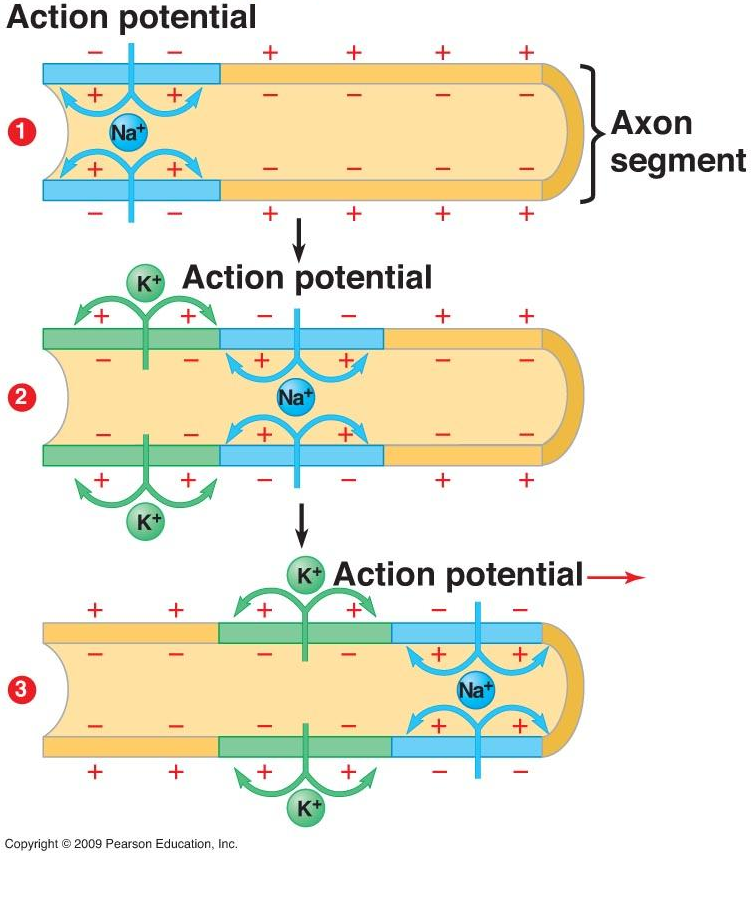 Action potential
− − + + + +
+ + − − − −
1
Na⁺
Axon
segment
+ + − − − −
− − + + + +
K⁺
Action potential
+ + − − + +
− − + + − −
2
Na⁺
− − + + − −
+ + − − + +
K⁺
K⁺
Action potential
+ + + + − −
− − − − + +
3
Na⁺
− − − − + +
+ + + + − −
K⁺
Copyright © 2009 Pearson Education, Inc.